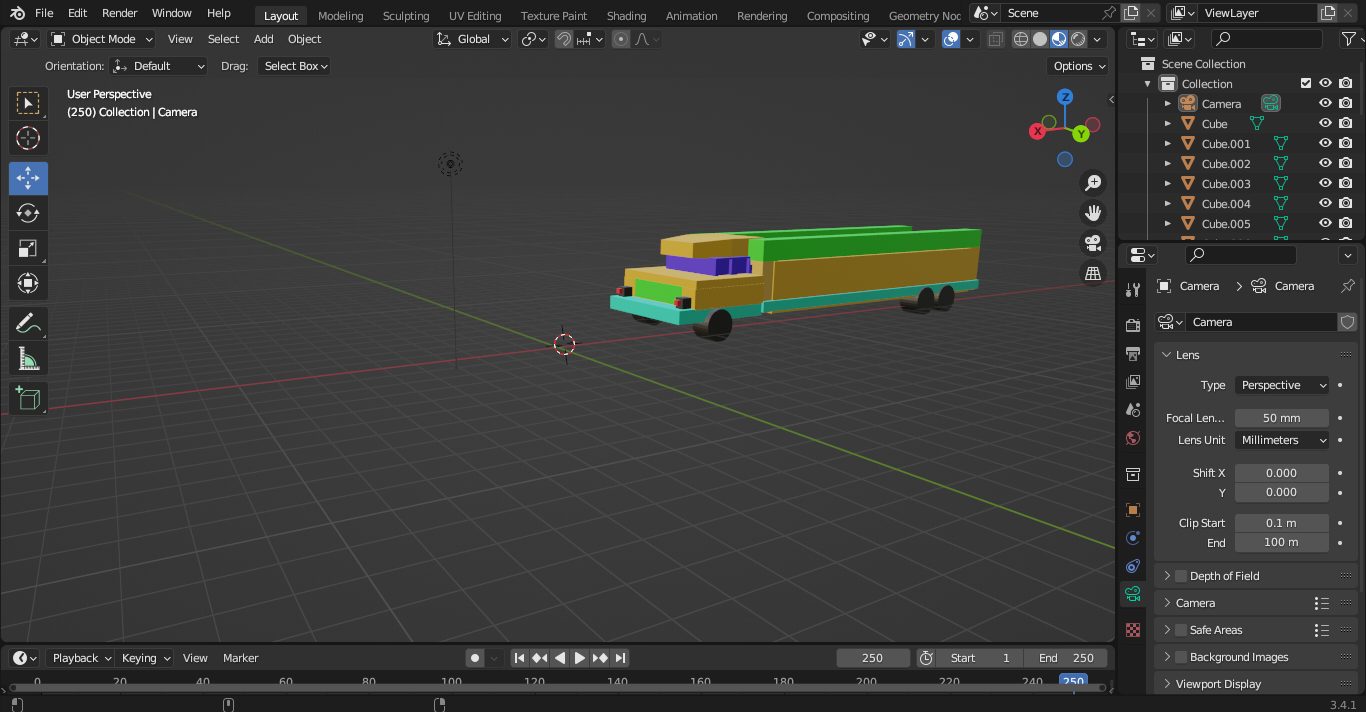 File Edit Render Window Help Layout Modeling Sculpting UV Editing Texture Paint Shading Animation Rendering Compositing Geometry Noc Scene ViewLayer
Object Mode View Select Add Object Global
Orientation: Default Drag: Select Box Options
User Perspective
(250) Collection | Camera
Z
X
Y
Scene Collection
Collection
Camera
Cube
Cube.001
Cube.002
Cube.003
Cube.004
Cube.005
Camera Camera
Camera
Lens
Type Perspective
Focal Len... 50 mm
Lens Unit Millimeters
Shift X 0.000
Y 0.000
Clip Start 0.1 m
End 100 m
Depth of Field
Camera
Safe Areas
Background Images
Viewport Display
Playback Keying View Marker 250 Start 1 End 250
0 20 40 60 80 100 120 140 160 180 200 220 240 250
3.4.1